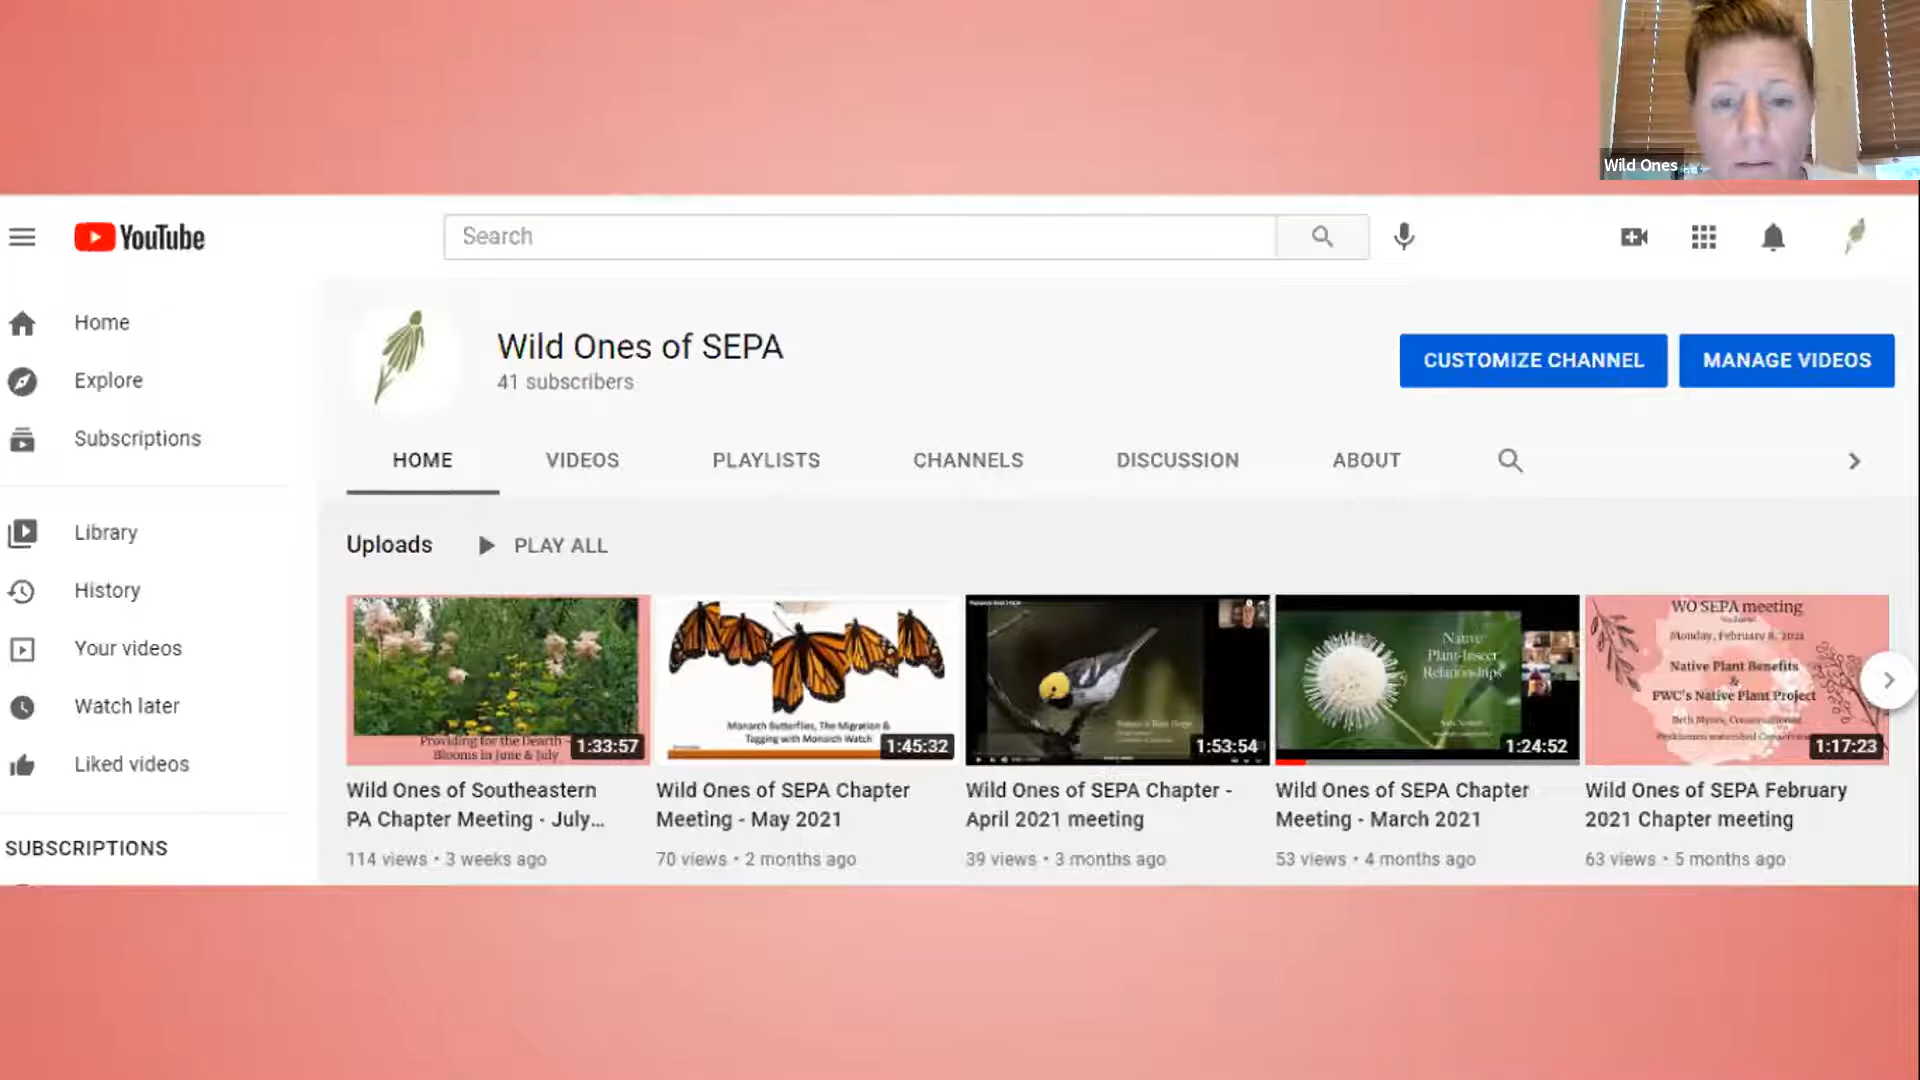 Wild Ones
YouTube
Search
Home
Explore
Subscriptions
Library
History
Your videos
Watch later
Liked videos
SUBSCRIPTIONS
Wild Ones of SEPA
41 subscribers
CUSTOMIZE CHANNEL
MANAGE VIDEOS
HOME
VIDEOS
PLAYLISTS
CHANNELS
DISCUSSION
ABOUT
Uploads
PLAY ALL
Providing for the Dearth -
Blooms in June & July
1:33:57
Wild Ones of Southeastern
PA Chapter Meeting - July...
114 views • 3 weeks ago
Monarch Butterflies, The Migration &
Tagging with Monarch Watch
1:45:32
Wild Ones of SEPA Chapter
Meeting - May 2021
70 views • 2 months ago
1:53:54
Wild Ones of SEPA Chapter -
April 2021 meeting
39 views • 3 months ago
Native
Plant-Insect
Relationships
1:24:52
Wild Ones of SEPA Chapter
Meeting - March 2021
53 views • 4 months ago
WO SEPA meeting
Monday, February 8, 2021
Native Plant Benefits
&
PWC's Native Plant Project
Beth Myers, Conservationist
1:17:23
Wild Ones of SEPA February
2021 Chapter meeting
63 views • 5 months ago